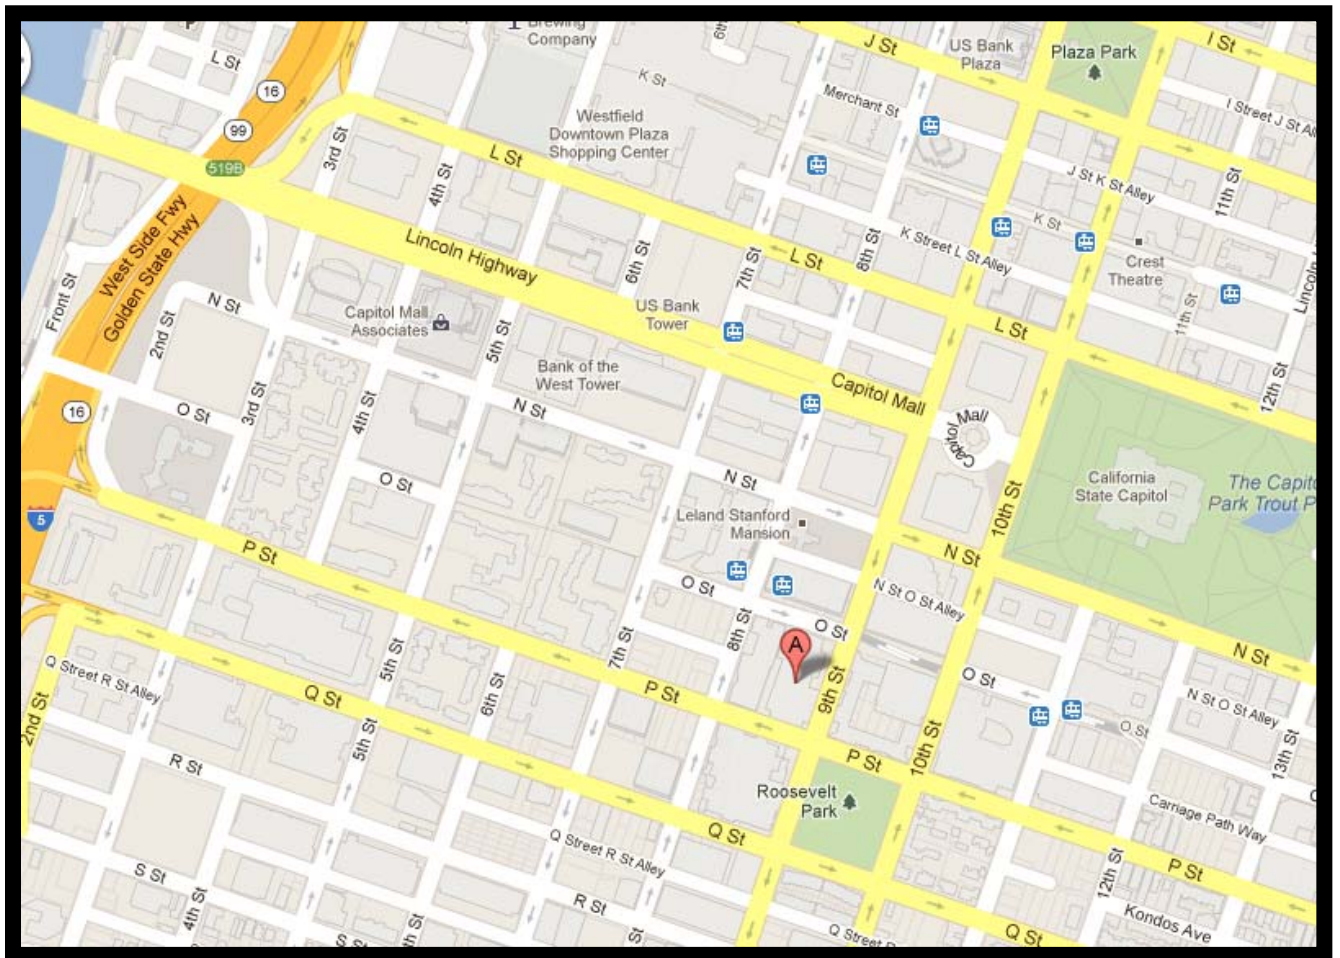 Brewing
Company
6th
J St
US Bank
Plaza
Plaza Park
I St
L St
16
K St
Merchant St
I Street J St
99
Westfield
Downtown Plaza
Shopping Center
3rd St
L St
519B
4th St
J St K St Alley
11th St
West Side Fwy
Golden State Hwy
Lincoln Highway
6th St
7th St
L St
8th St
K Street L St Alley
K St
Crest
Theatre
Lincoln
Front St
N St
2nd St
Capitol Mall
Associates
5th St
US Bank
Tower
L St
11th St
Bank of the
West Tower
Capitol Mall
12th St
16
O St
3rd St
4th St
N St
Capitol Mall
O St
N St
10th St
California
State Capitol
The Capit
Park Trout P
5
Leland Stanford
Mansion
P St
N St
O St
N St O St Alley
8th St
O St
A
7th St
5th St
N St
Q Street R St Alley
2nd St
Q St
6th St
P St
9th St
O St
N St O St Alley
O St
5th St
10th St
13th St
R St
P St
Roosevelt
Park
Q St
Carriage Path Way
Q Street R St Alley
P St
S St
4th St
12th St
R St
Kondos Ave
S St
th St
St
Q Street R
Q St